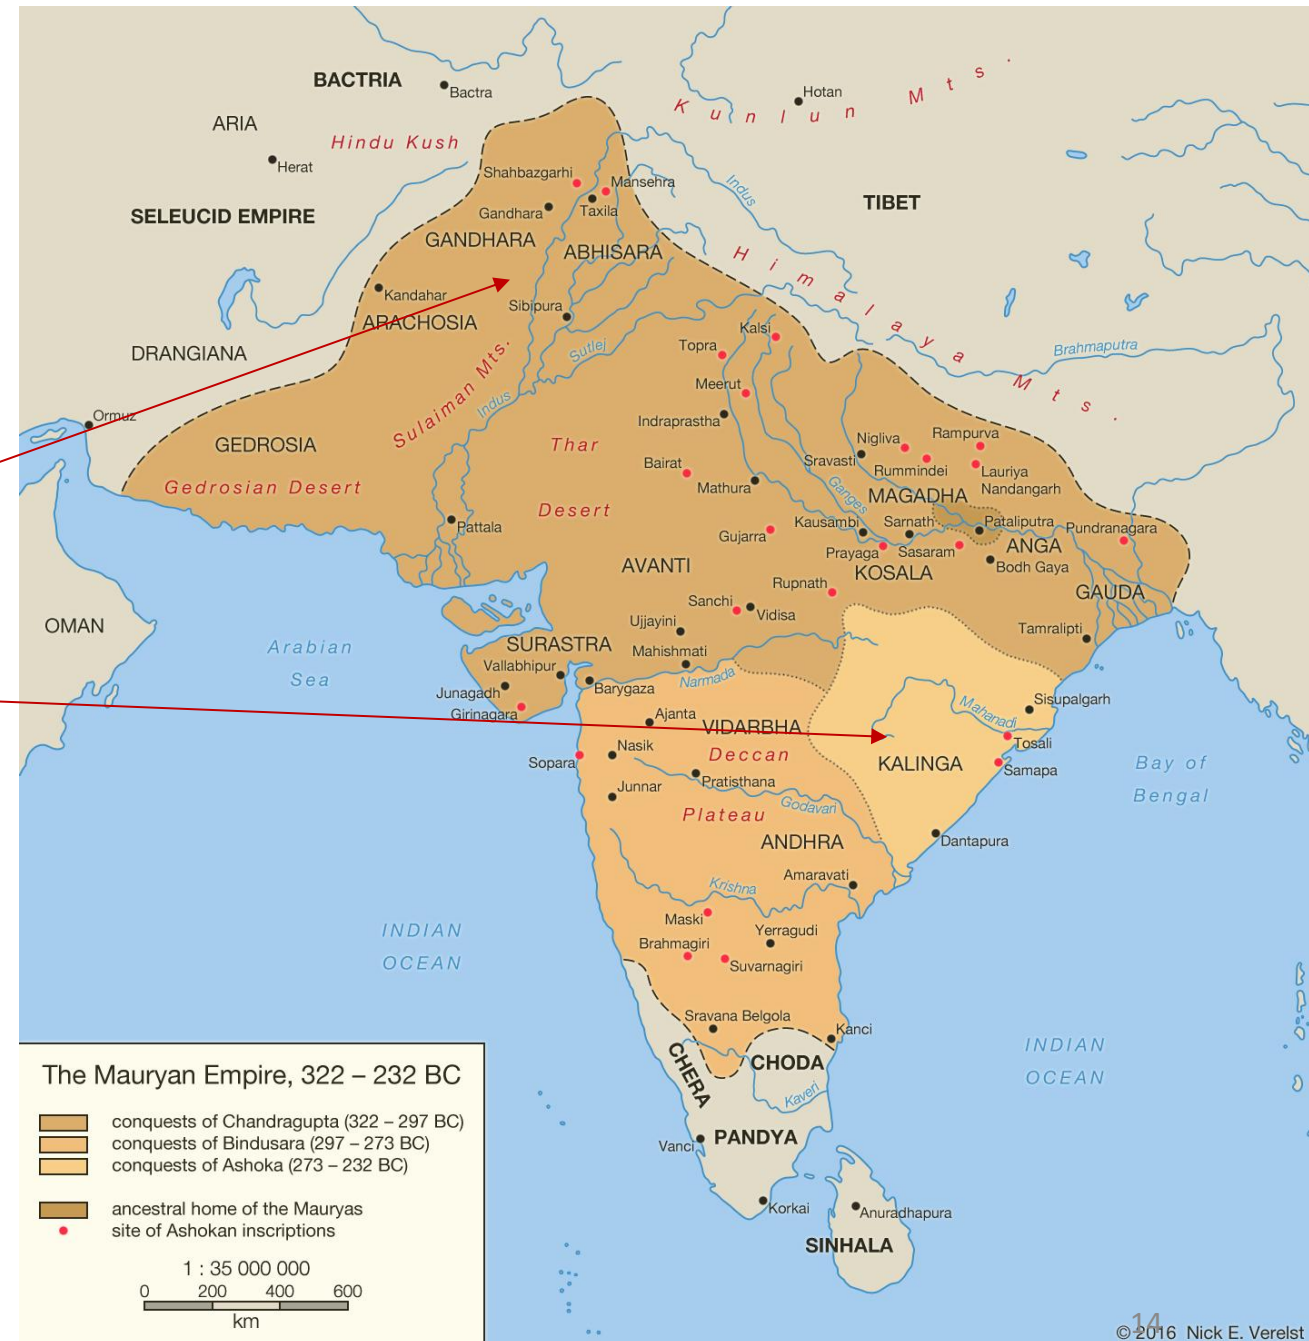 BACTRIA
Bactra
Hotan
Kunlun Mts.
ARIA
Hindu Kush
Herat
Shahbazgarhi
Mansehra
Indus
TIBET
SELEUCID EMPIRE
Gandhara
Taxila
GANDHARA
ABHISARA
Himalaya Mts.
Kandahar
Sibipura
ARACHOSIA
Kalsi
Topra
Sutlej
Brahmaputra
DRANGIANA
Sulaiman Mts.
Indus
Meerut
Ormuz
Indraprastha
GEDROSIA
Thar
Desert
Nigliva
Rampurva
Sravasti
Rummindei
Lauriya
Nandangarh
Bairat
Mathura
Gedrosian Desert
Ganges
MAGADHA
Pattala
Gujarra
Kausambi
Sarnath
Pataliputra
Pundranagara
Prayaga
Sasaram
ANGA
Bodh Gaya
AVANTI
KOSALA
Rupnath
GAUDA
Sanchi
Vidisa
OMAN
Ujjayini
Tamralipti
Arabian
Sea
SURASTRA
Mahishmati
Vallabhipur
Narmada
Junagadh
Barygaza
Girinagara
Sisupalgarh
Mahanadi
Ajanta
VIDARBHA
Deccan
Plateau
Tosali
Nasik
Sopara
KALINGA
Samapa
Bay of
Bengal
Pratisthana
Junnar
Godavari
ANDHRA
Dantapura
Amaravati
Krishna
Maski
INDIAN
OCEAN
Yerragudi
Brahmagiri
Suvarnagiri
Sravana Belgola
Kanci
INDIAN
OCEAN
CHERA
CHODA
Kaveri
Vanci
PANDYA
Korkai
Anuradhapura
SINHALA
The Mauryan Empire, 322 – 232 BC
conquests of Chandragupta (322 – 297 BC)
conquests of Bindusara (297 – 273 BC)
conquests of Ashoka (273 – 232 BC)
ancestral home of the Mauryas
site of Ashokan inscriptions
1 : 35 000 000
0 200 400 600
km
14
©2016 Nick E. Verelst